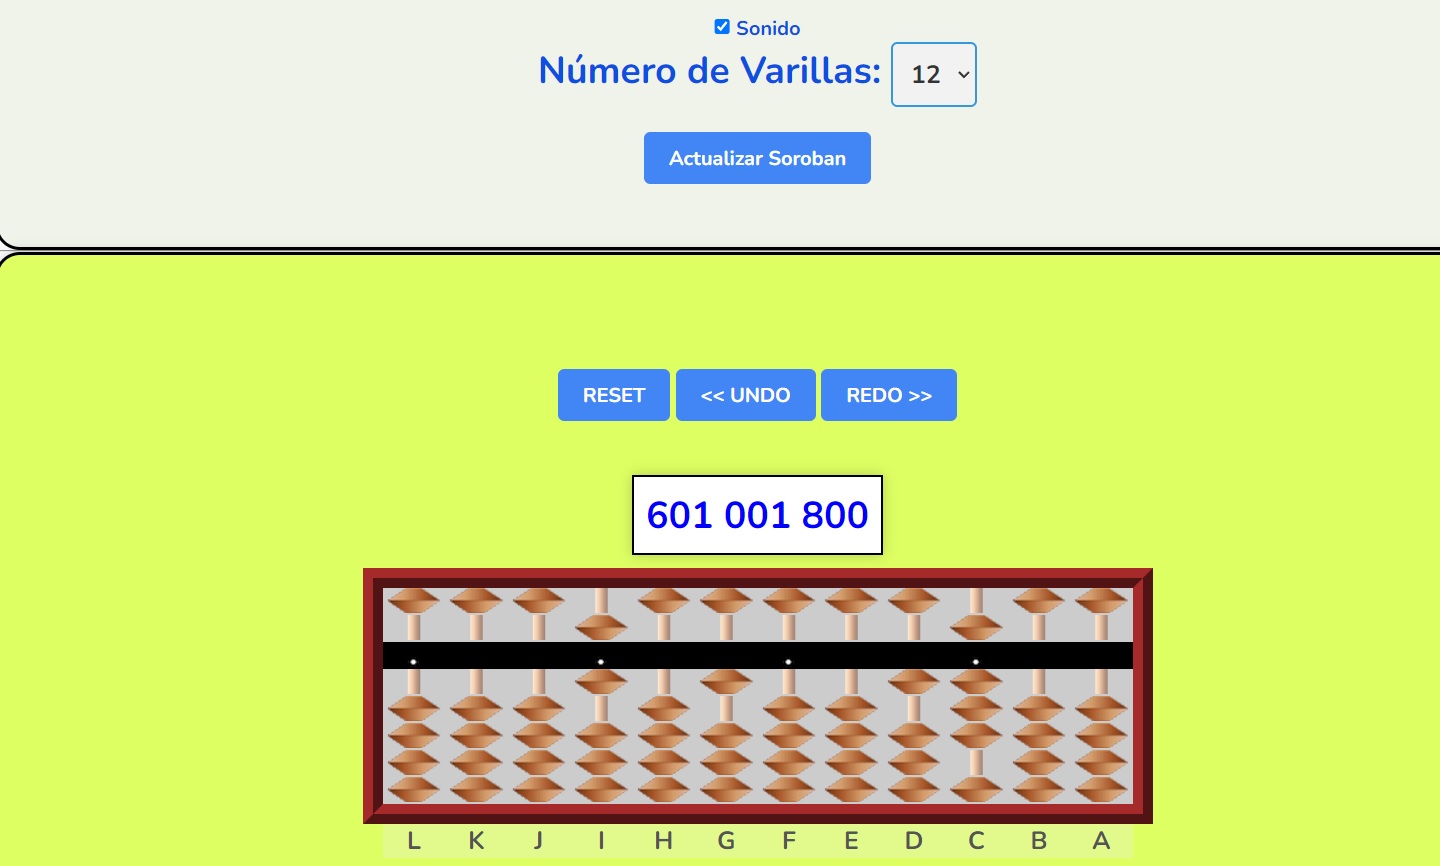 Sonido
Número de Varillas: 12
Actualizar Soroban
RESET << UNDO REDO >>
601 001 800
L K J I H G F E D C B A